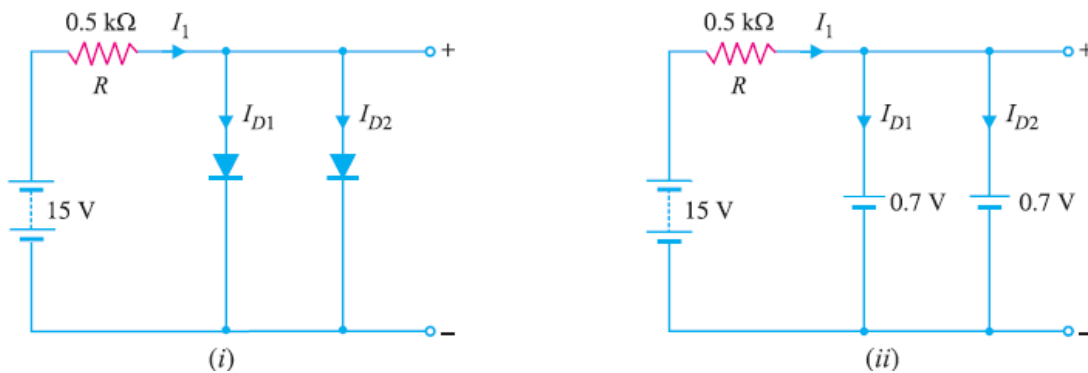 0.5 kΩ I1
R
ID1 ID2
15 V
+
–
(i)
0.5 kΩ I1
R
ID1 ID2
15 V 0.7 V 0.7 V
+
–
(ii)